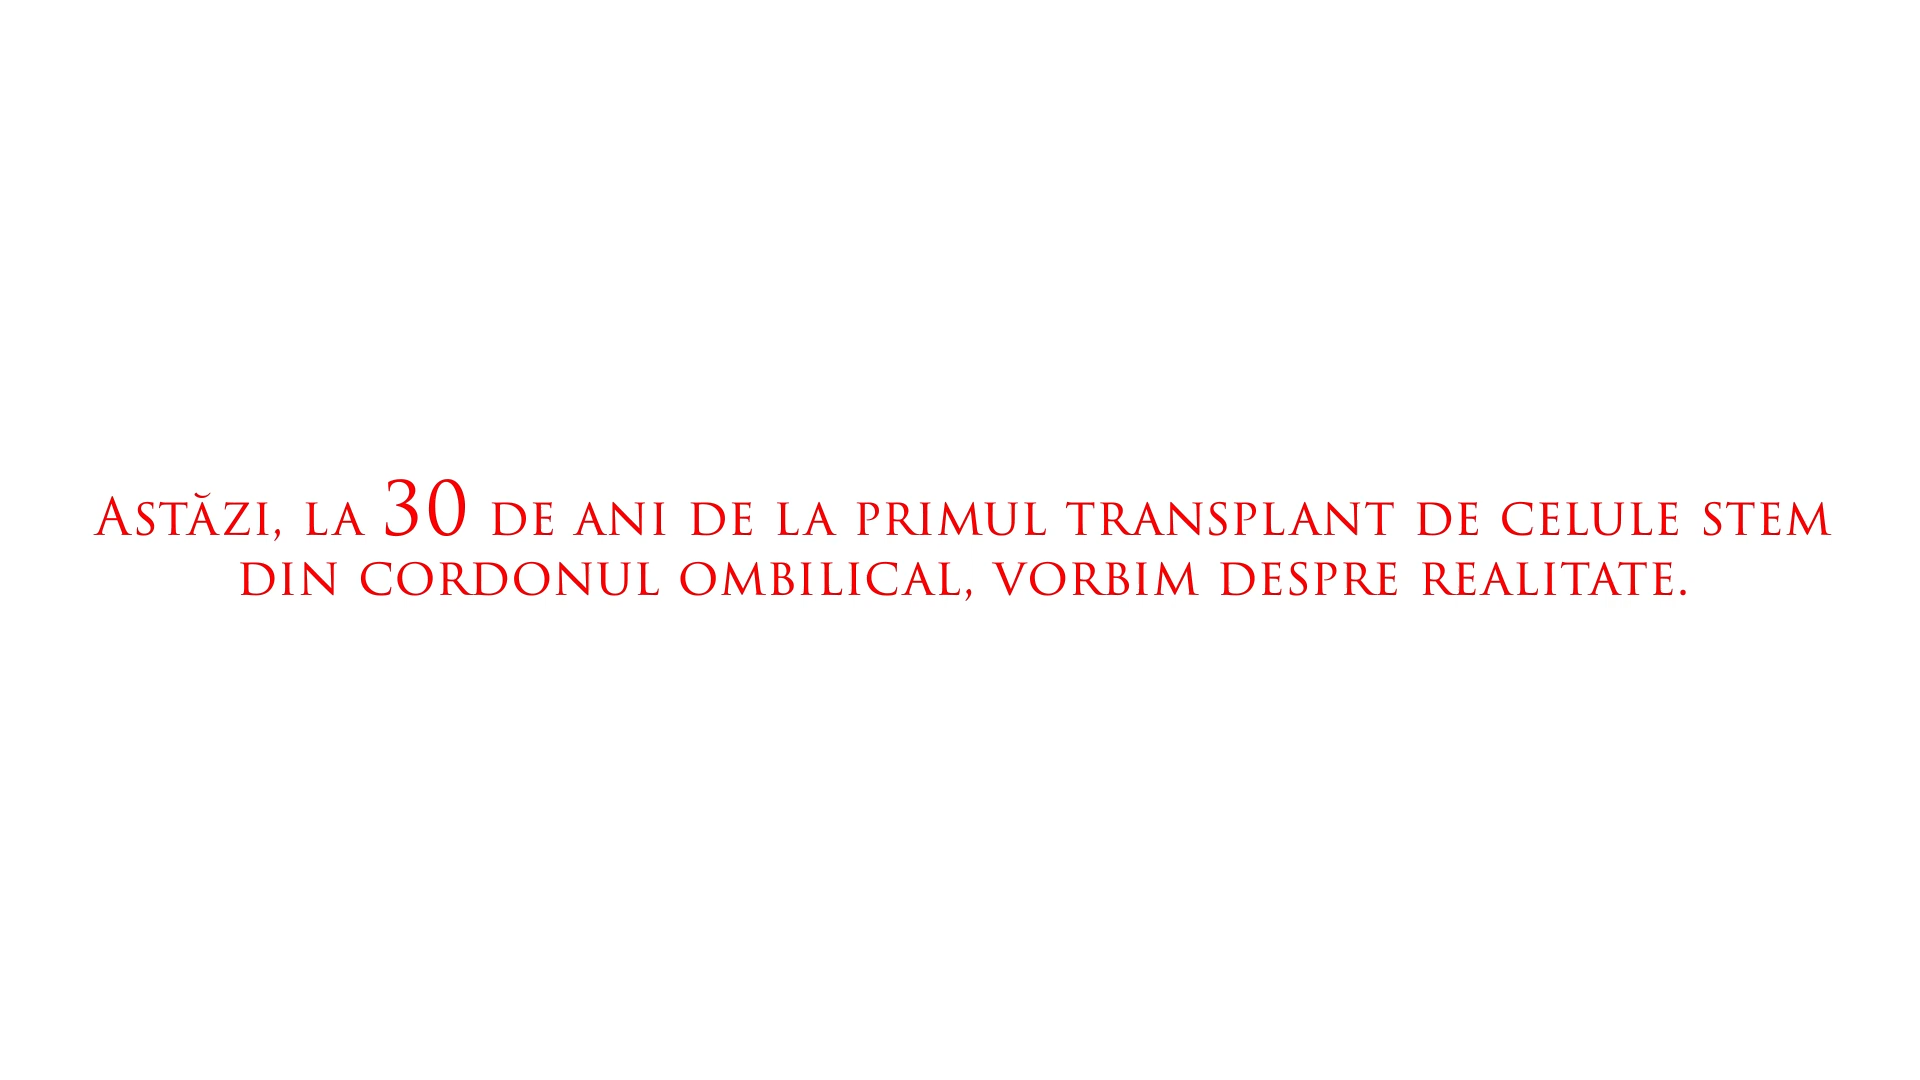 Astăzi, la 30 de ani de la primul transplant de celule stem
din cordonul ombilical, vorbim despre realitate.